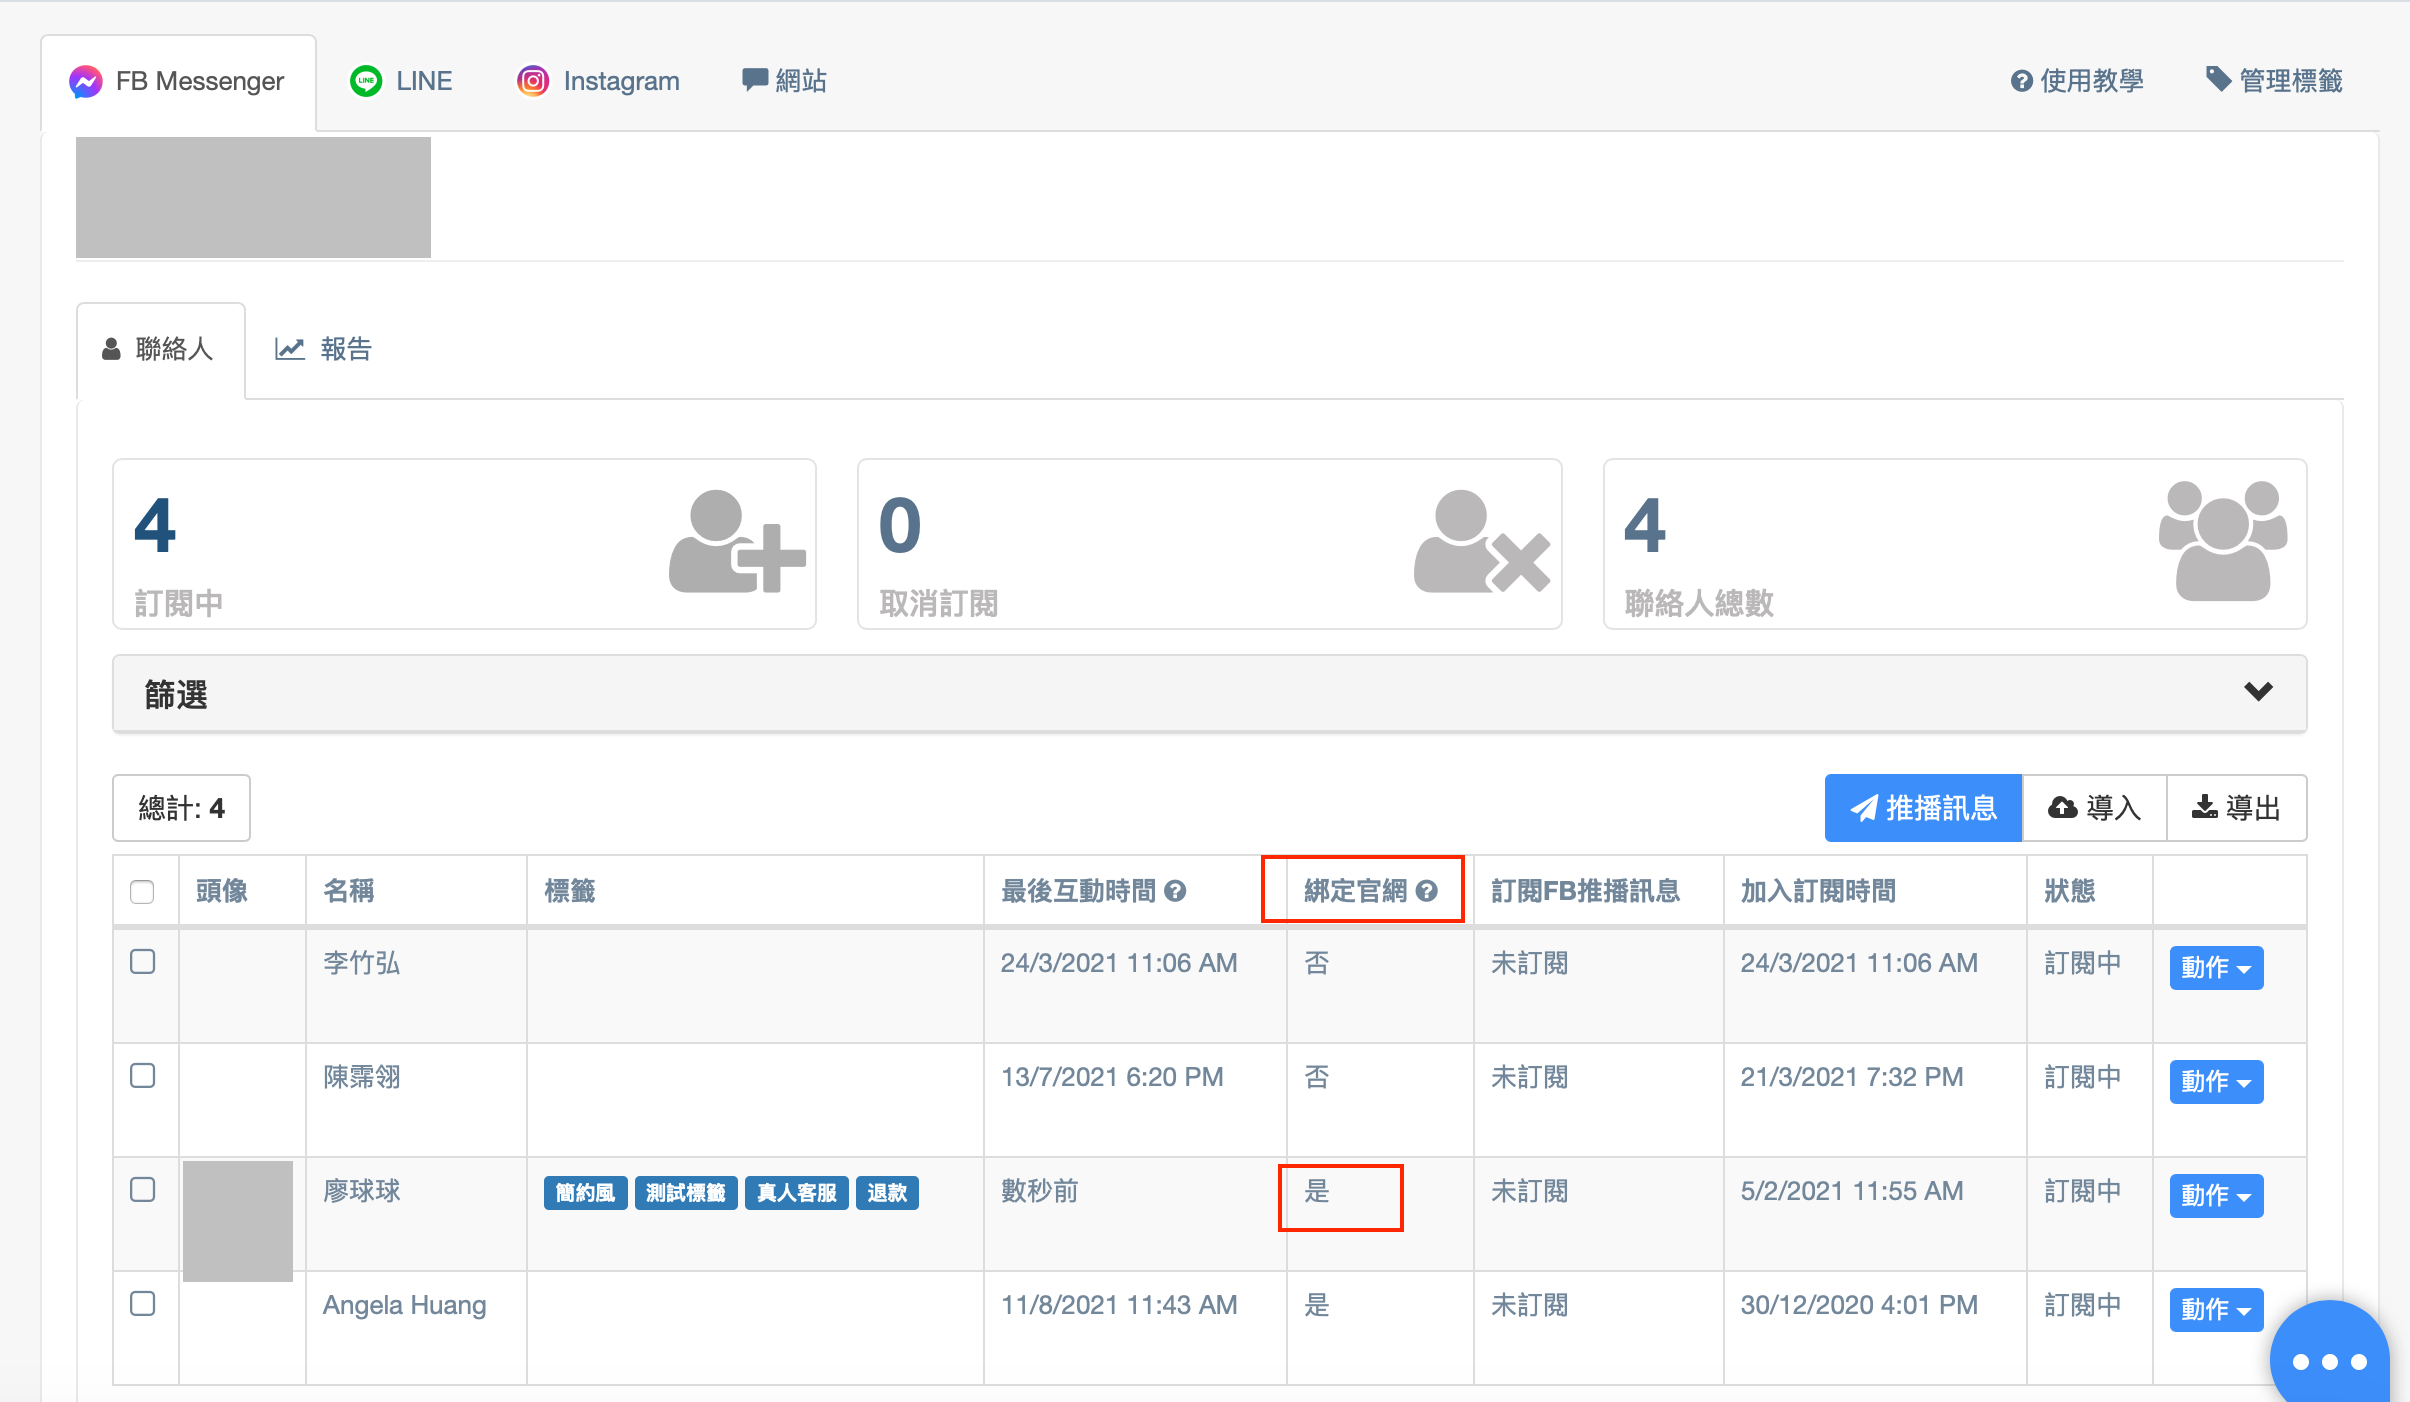 FB Messenger LINE Instagram 網站 使用教學 管理標籤
聯絡人 報告
4 0 4
訂閱中 取消訂閱 聯絡人總數
篩選
總計: 4 推播訊息 導入 導出
頭像 名稱 標籤 最後互動時間 綁定官網 訂閱FB推播訊息 加入訂閱時間 狀態
李竹弘 24/3/2021 11:06 AM 否 未訂閱 24/3/2021 11:06 AM 訂閱中 動作
陳霈翎 13/7/2021 6:20 PM 否 未訂閱 21/3/2021 7:32 PM 訂閱中 動作
廖球球 簡約風 測試標籤 真人客服 退款 數秒前 是 未訂閱 5/2/2021 11:55 AM 訂閱中 動作
Angela Huang 11/8/2021 11:43 AM 是 未訂閱 30/12/2020 4:01 PM 訂閱中 動作